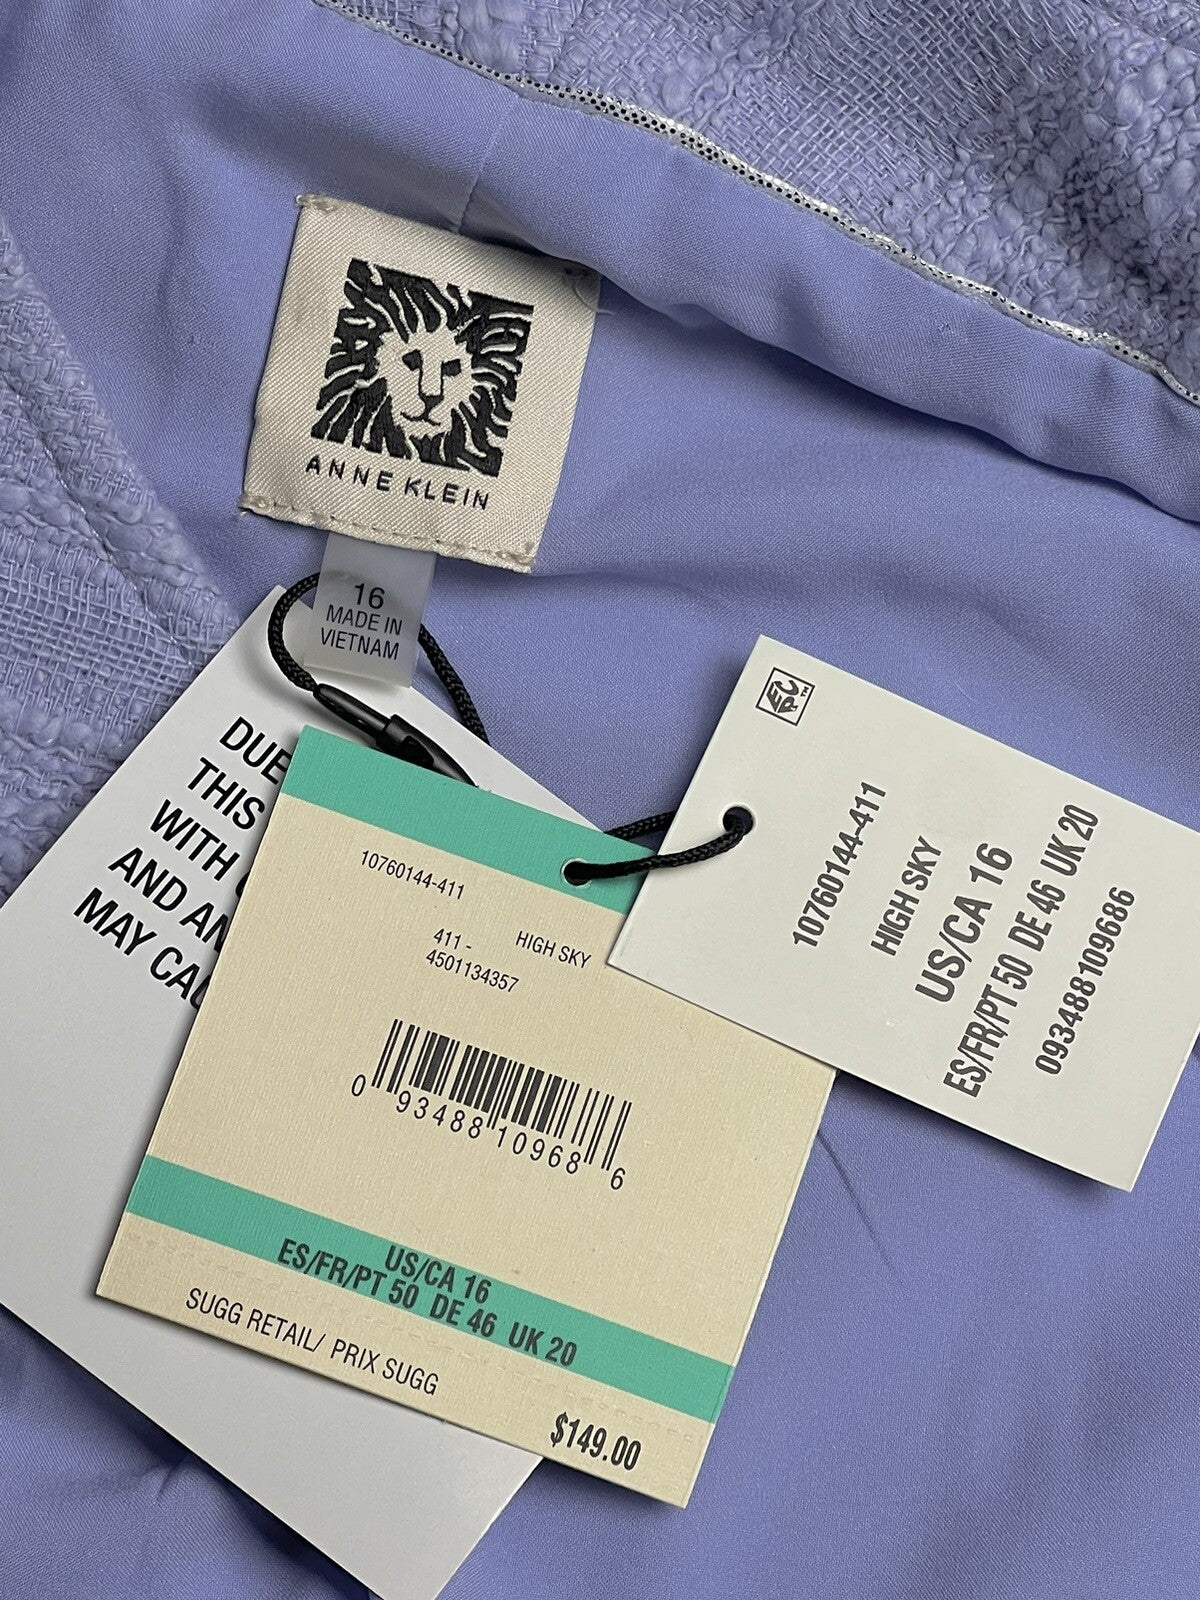 ANNE KLEIN
16
MADE IN
VIETNAM
DUE
THIS
WITH
AND
MAY
10760144-411
411 - HIGH SKY
4501134357
0 93488 10968 6
US/CA 16
ES/FR/PT 50 DE 46 UK 20
SUGG RETAIL/ PRIX SUGG
$149.00
EPC™
10760144-411
HIGH SKY
US/CA 16
ES/FR/PT 50 DE 46 UK 20
093488109686